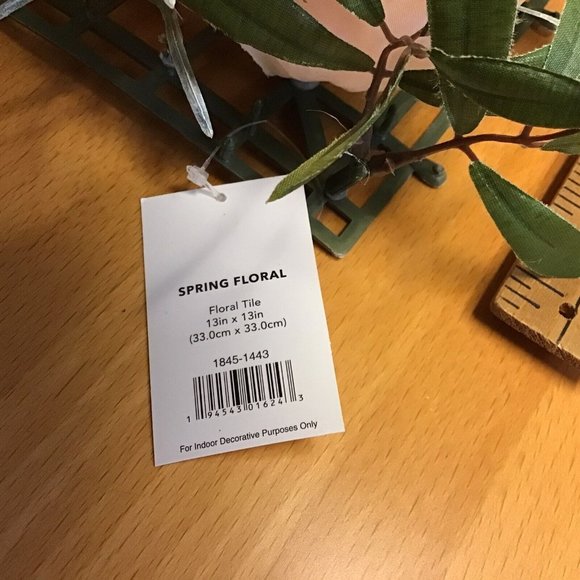 SPRING FLORAL
Floral Tile
13in x 13in
(33.0cm x 33.0cm)
1845-1443
1 94543 01624 3
For Indoor Decorative Purposes Only